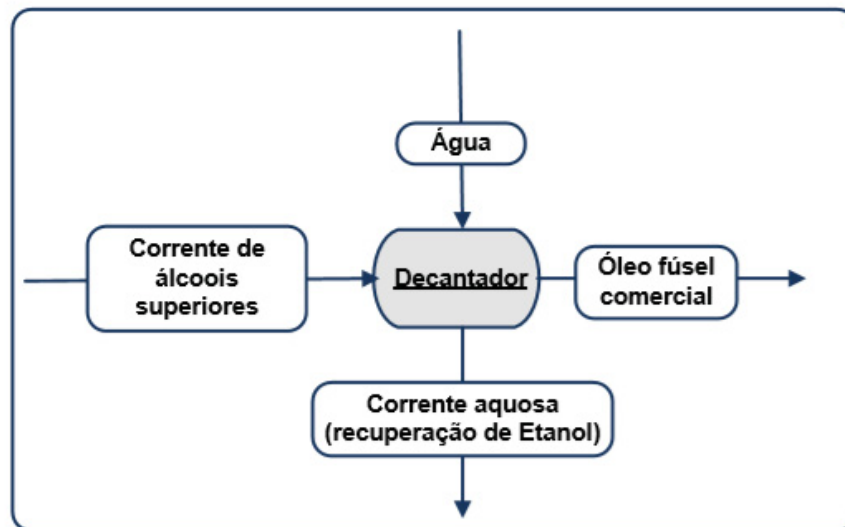 Água
Corrente de
álcoois
superiores
Decantador
Óleo fúsel
comercial
Corrente aquosa
(recuperação de Etanol)